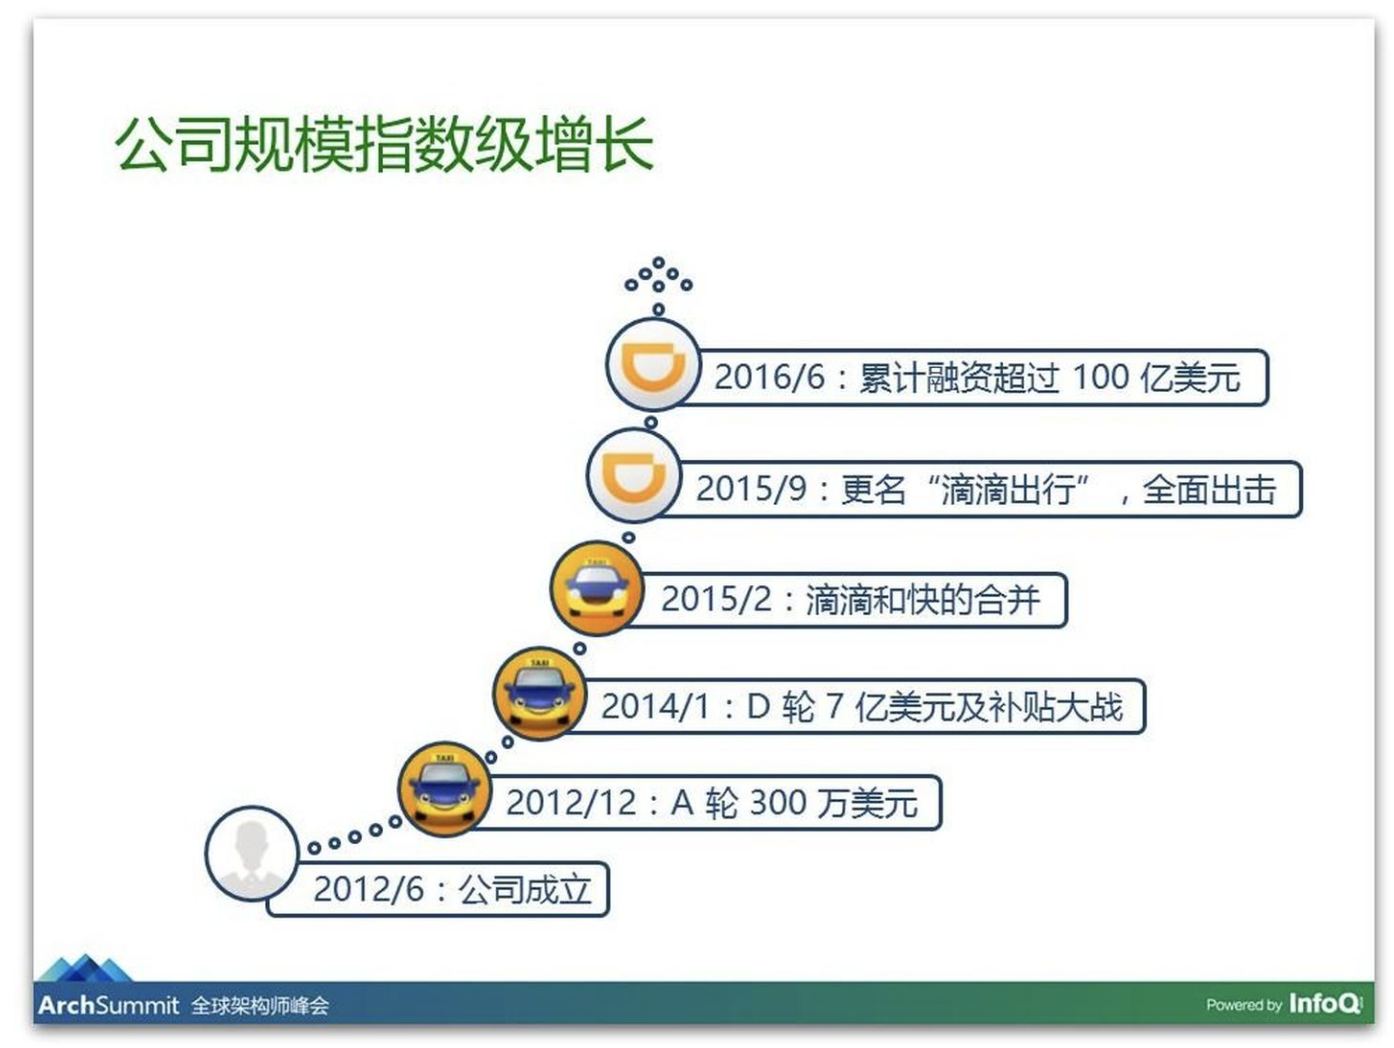 公司规模指数级增长
2016/6：累计融资超过 100 亿美元
2015/9：更名“滴滴出行”，全面出击
2015/2：滴滴和快的合并
TAXI
2014/1：D 轮 7 亿美元及补贴大战
TAXI
2012/12：A 轮 300 万美元
TAXI
2012/6：公司成立
ArchSummit 全球架构师峰会
Powered by InfoQ